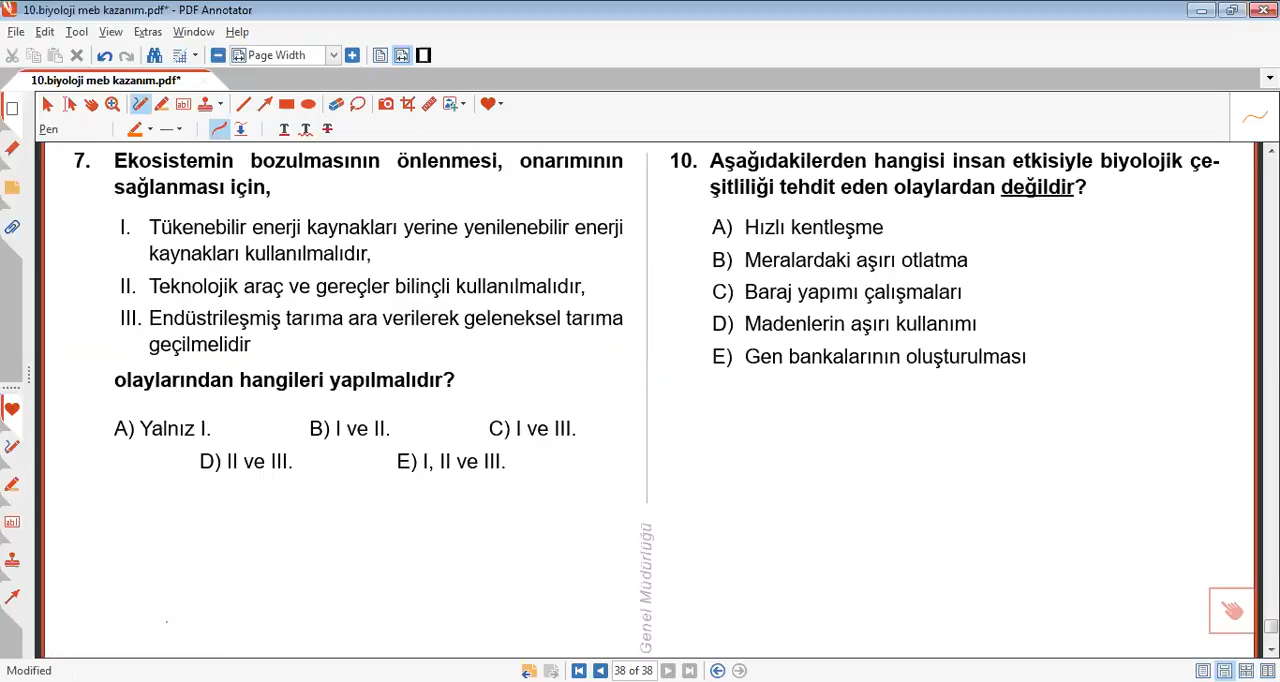 10.biyoloji meb kazanım.pdf* - PDF Annotator
File Edit Tool View Extras Window Help
Page Width
10.biyoloji meb kazanım.pdf*
Pen
7. Ekosistemin bozulmasının önlenmesi, onarımının
sağlanması için,
I. Tükenebilir enerji kaynakları yerine yenilenebilir enerji
kaynakları kullanılmalıdır,
II. Teknolojik araç ve gereçler bilinçli kullanılmalıdır,
III. Endüstrileşmiş tarıma ara verilerek geleneksel tarıma
geçilmelidir
olaylarından hangileri yapılmalıdır?
A) Yalnız I. B) I ve II. C) I ve III.
D) II ve III. E) I, II ve III.
10. Aşağıdakilerden hangisi insan etkisiyle biyolojik çe-
şitliliği tehdit eden olaylardan değildir?
A) Hızlı kentleşme
B) Meralardaki aşırı otlatma
C) Baraj yapımı çalışmaları
D) Madenlerin aşırı kullanımı
E) Gen bankalarının oluşturulması
Genel Müdürlüğü
Modified
38 of 38